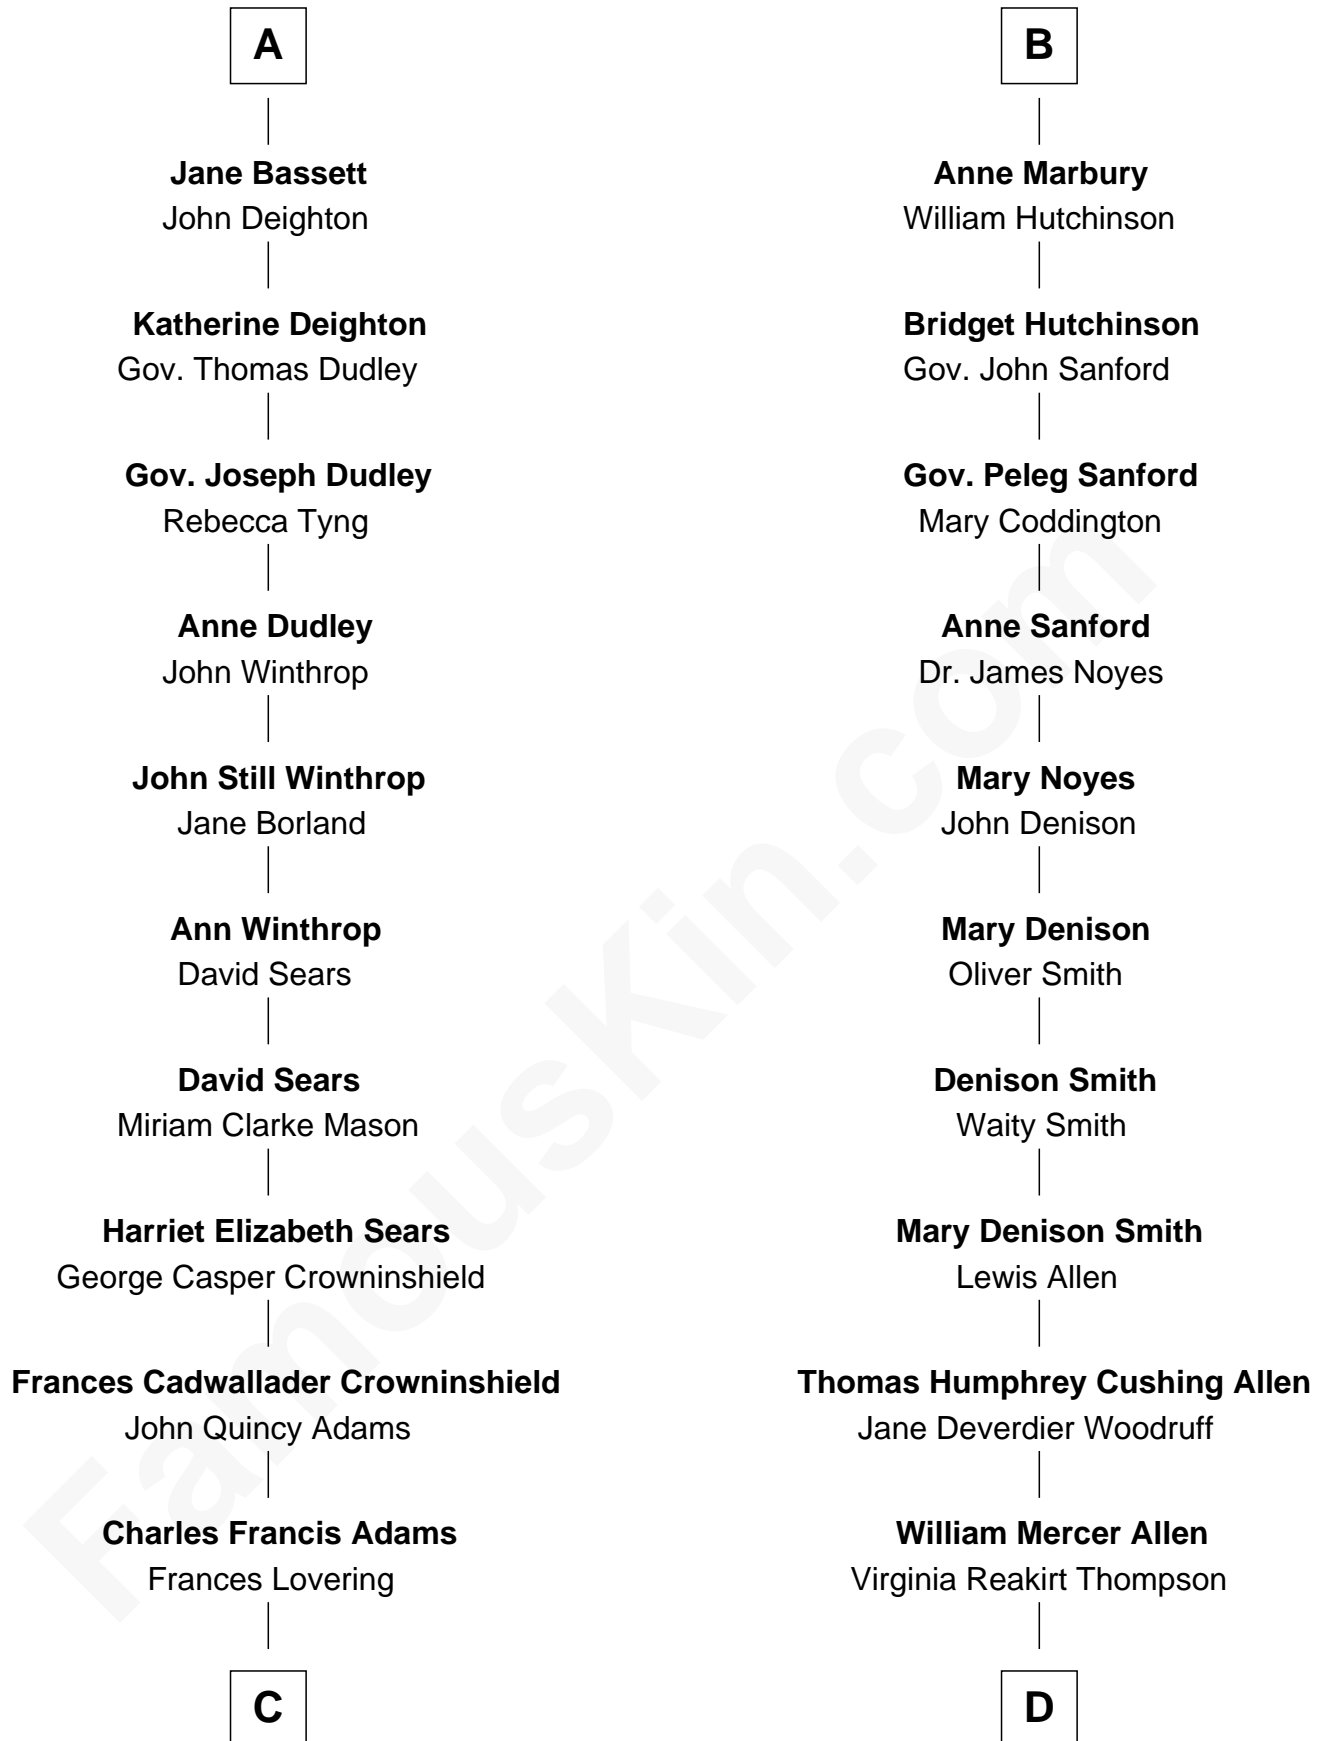 A
Jane Bassett
John Deighton
Katherine Deighton
Gov. Thomas Dudley
Gov. Joseph Dudley
Rebecca Tyng
Anne Dudley
John Winthrop
John Still Winthrop
Jane Borland
Ann Winthrop
David Sears
David Sears
Miriam Clarke Mason
Harriet Elizabeth Sears
George Casper Crowninshield
Frances Cadwallader Crowninshield
John Quincy Adams
Charles Francis Adams
Frances Lovering
C
B
Anne Marbury
William Hutchinson
Bridget Hutchinson
Gov. John Sanford
Gov. Peleg Sanford
Mary Coddington
Anne Sanford
Dr. James Noyes
Mary Noyes
John Denison
Mary Denison
Oliver Smith
Denison Smith
Waity Smith
Mary Denison Smith
Lewis Allen
Thomas Humphrey Cushing Allen
Jane Deverdier Woodruff
William Mercer Allen
Virginia Reakirt Thompson
D
FamousKin.com